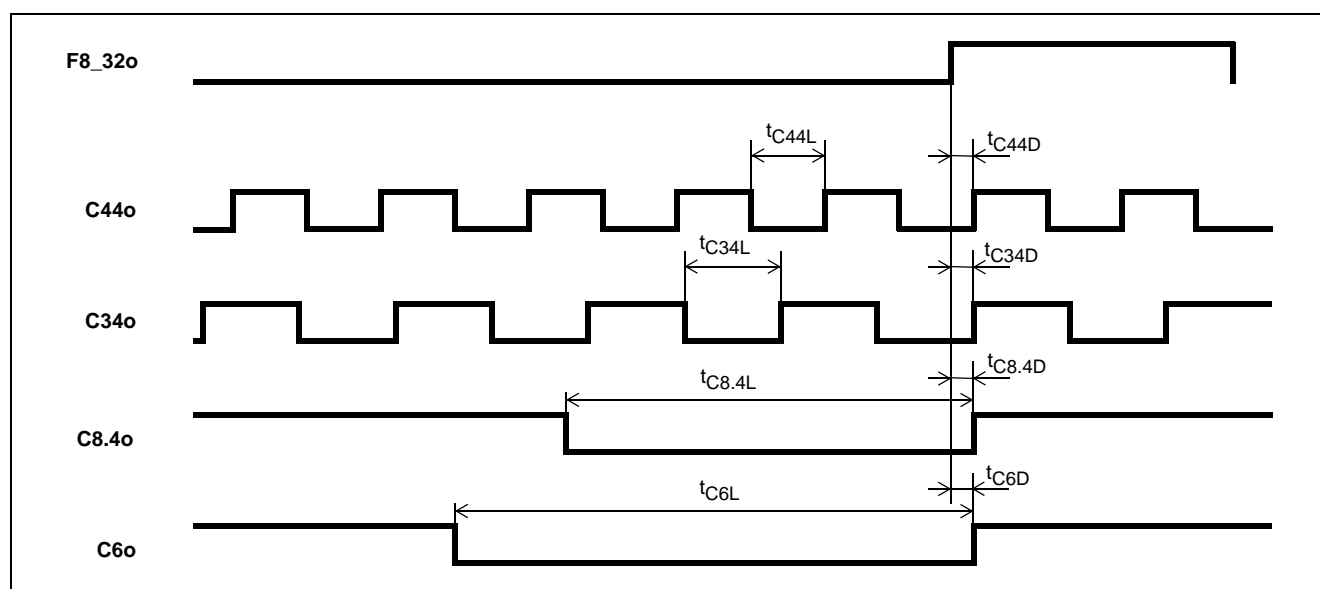 F8_32o
tC44L
tC44D
C44o
tC34L
tC34D
C34o
tC8.4L
tC8.4D
C8.4o
tC6L
tC6D
C6o